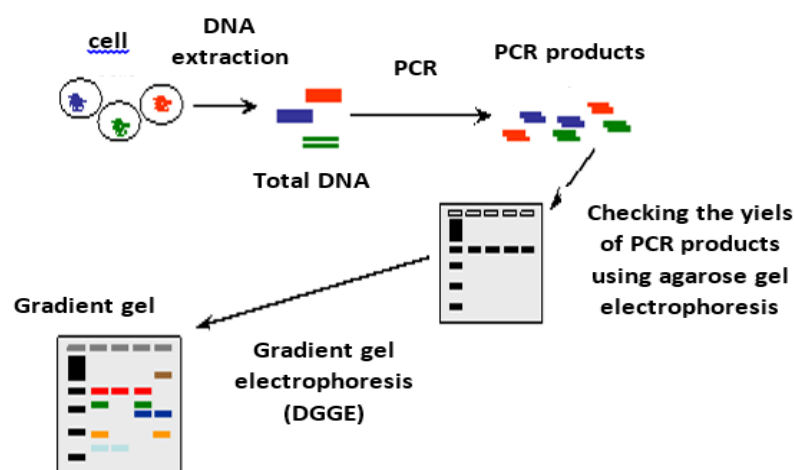 cell
DNA
extraction
PCR
PCR products
Total DNA
Checking the yiels
of PCR products
using agarose gel
electrophoresis
Gradient gel
Gradient gel
electrophoresis
(DGGE)